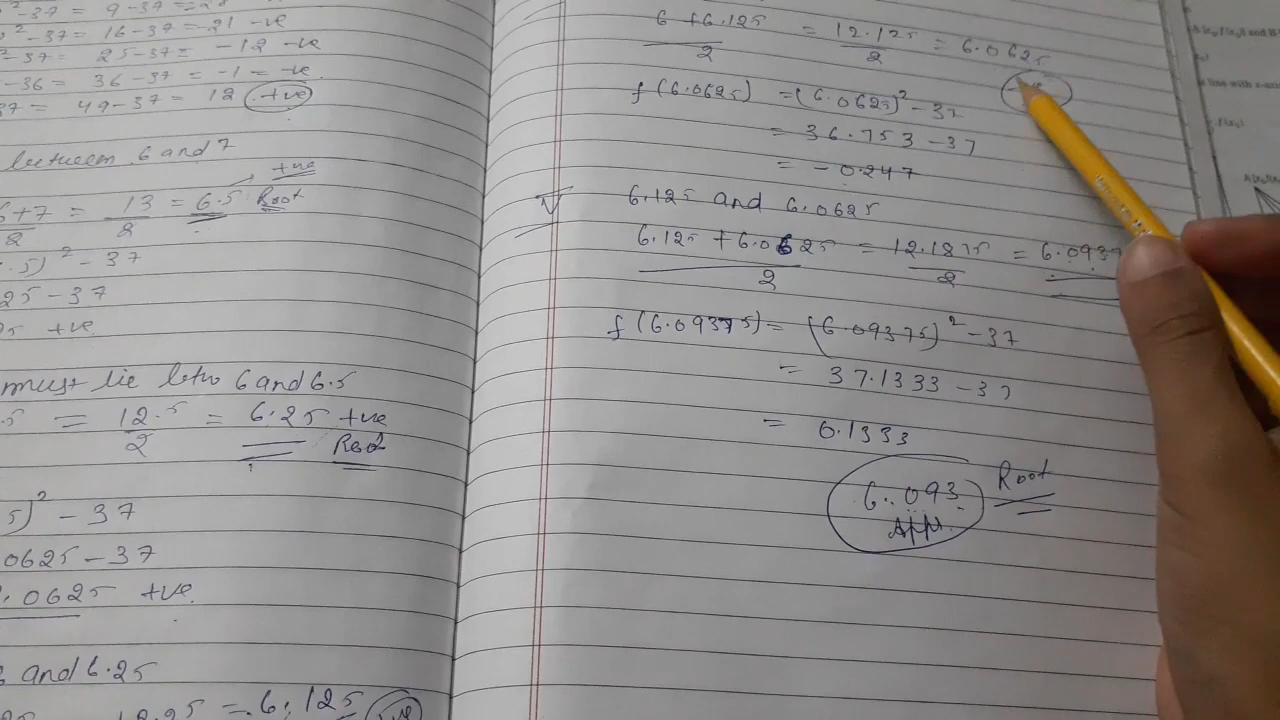 ² - 37 = 9 - 37 =
² - 37 = 16 - 37 = 21 -ve
² - 37 = 25 - 37 = -12 -ve
- 36 = 36 - 37 = -1 = -ve
37 = 49 - 37 = 12 +ve
between 6 and 7
6+7/2 = 13/2 = 6.5 Root
+ve
.5)² - 37
25 - 37
5 +ve
must lie betw 6 and 6.5
.5 = 12.5/2 = 6.25 +ve
Root
5)² - 37
0625 - 37
.0625 +ve
and 6.25
12.25 = 6.125
6 + 6.125/2 = 12.125/2 = 6.0625
f(6.0625) = (6.0625)² - 37
= 36.753 - 37
= -0.247
6.125 and 6.0625
6.125 + 6.0625/2 = 12.1875/2 = 6.0937
f(6.09375) = (6.09375)² - 37
= 37.1333 - 37
= 0.1333
6.093 Root
App.